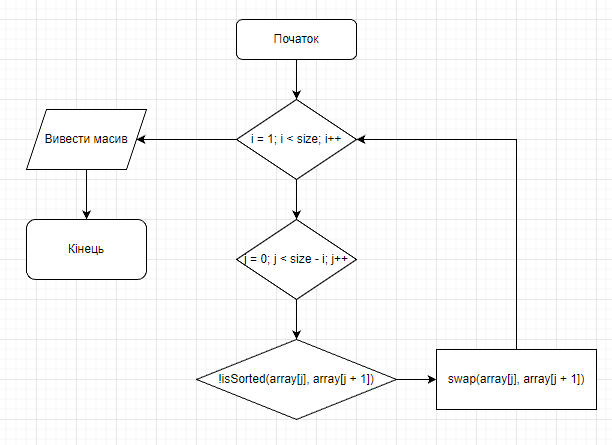 Початок
i = 1; i < size; i++
Вивести масив
Кінець
j = 0; j < size - i; j++
!isSorted(array[j], array[j + 1])
swap(array[j], array[j + 1])